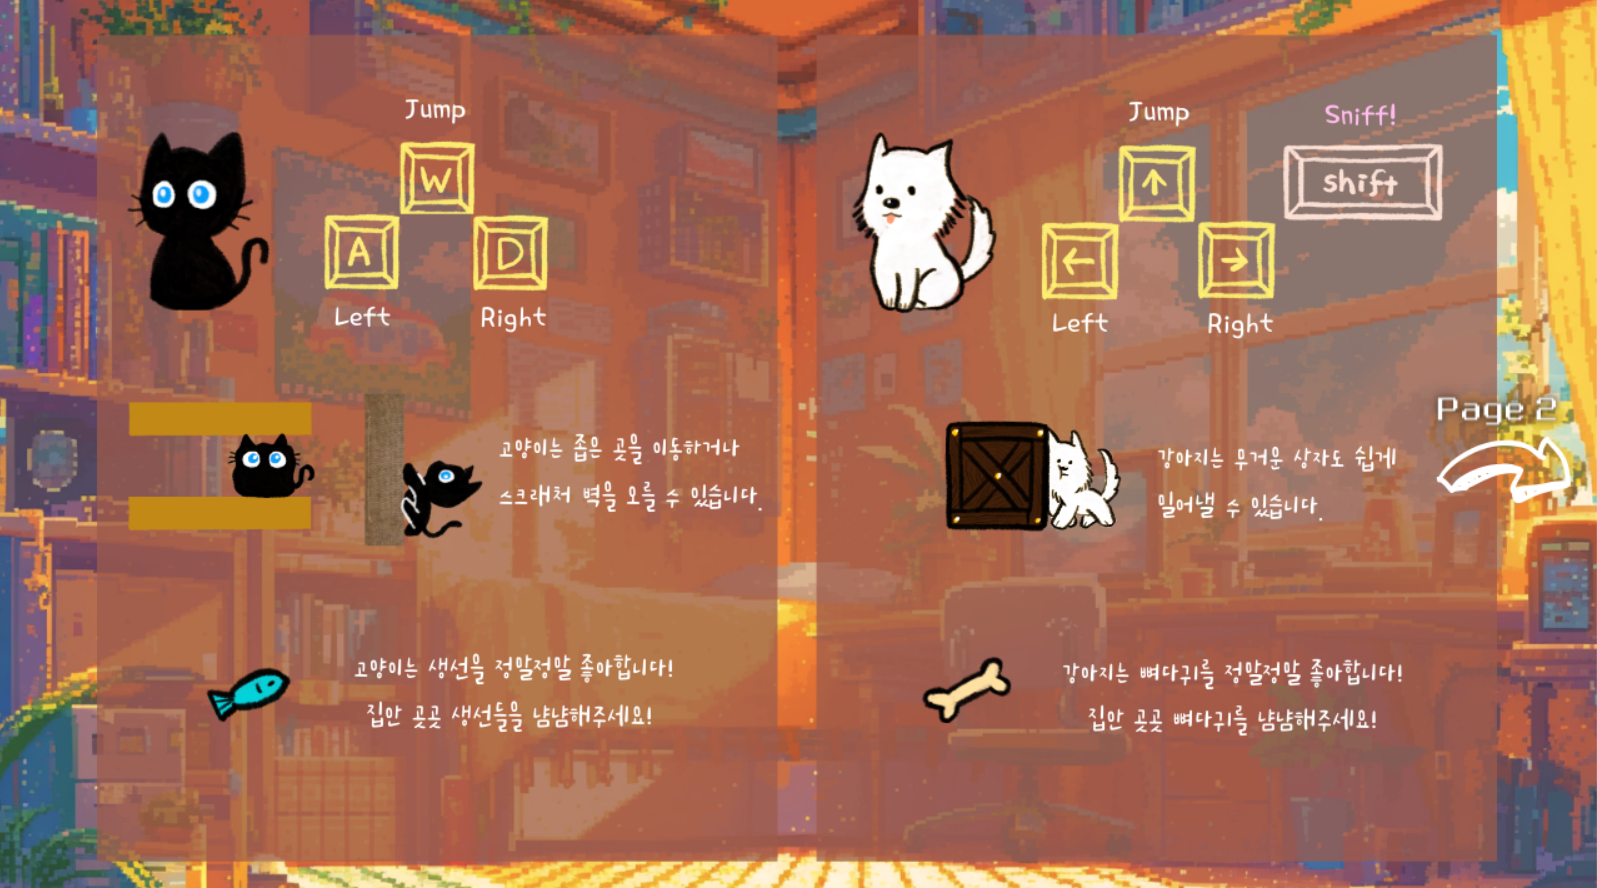 Jump
W
A
D
Left
Right
고양이는 좁은 곳을 이동하거나
스크래처 벽을 오를 수 있습니다.
고양이는 생선을 정말정말 좋아합니다!
집안 곳곳 생선들을 냠냠해주세요!
Jump
Sniff!
↑
shift
←
→
Left
Right
강아지는 무거운 상자도 쉽게
밀어낼 수 있습니다.
강아지는 뼈다귀를 정말정말 좋아합니다!
집안 곳곳 뼈다귀를 냠냠해주세요!
Page 2